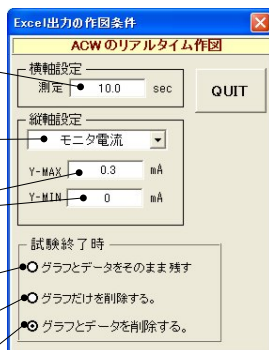 Excel出力の作図条件
ACWのリアルタイム作図
横軸設定
測定 10.0 sec
QUIT
縦軸設定
モニタ電流
Y-MAX 0.3 mA
Y-MIN 0 mA
試験終了時
グラフとデータをそのまま残す
グラフだけを削除する。
グラフとデータを削除する。